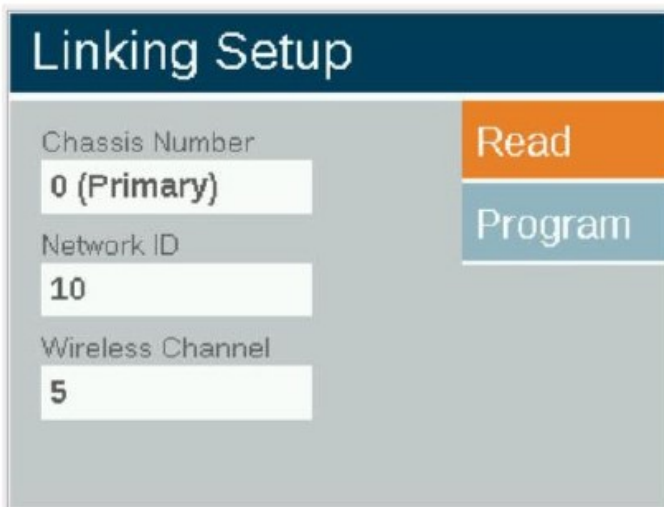 Linking Setup
Chassis Number
0 (Primary)
Network ID
10
Wireless Channel
5
Read
Program